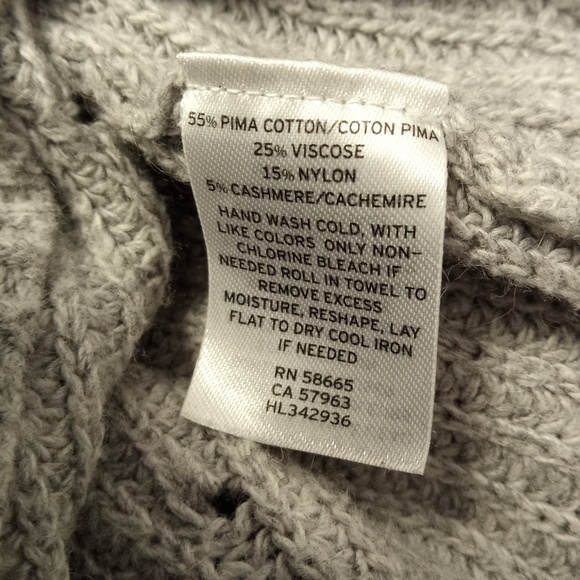 55% PIMA COTTON/COTON PIMA
25% VISCOSE
15% NYLON
5% CASHMERE/CACHEMIRE
HAND WASH COLD, WITH
LIKE COLORS ONLY NON-
CHLORINE BLEACH IF
NEEDED ROLL IN TOWEL TO
REMOVE EXCESS
MOISTURE, RESHAPE, LAY
FLAT TO DRY COOL IRON
IF NEEDED
RN 58665
CA 57963
HL342936